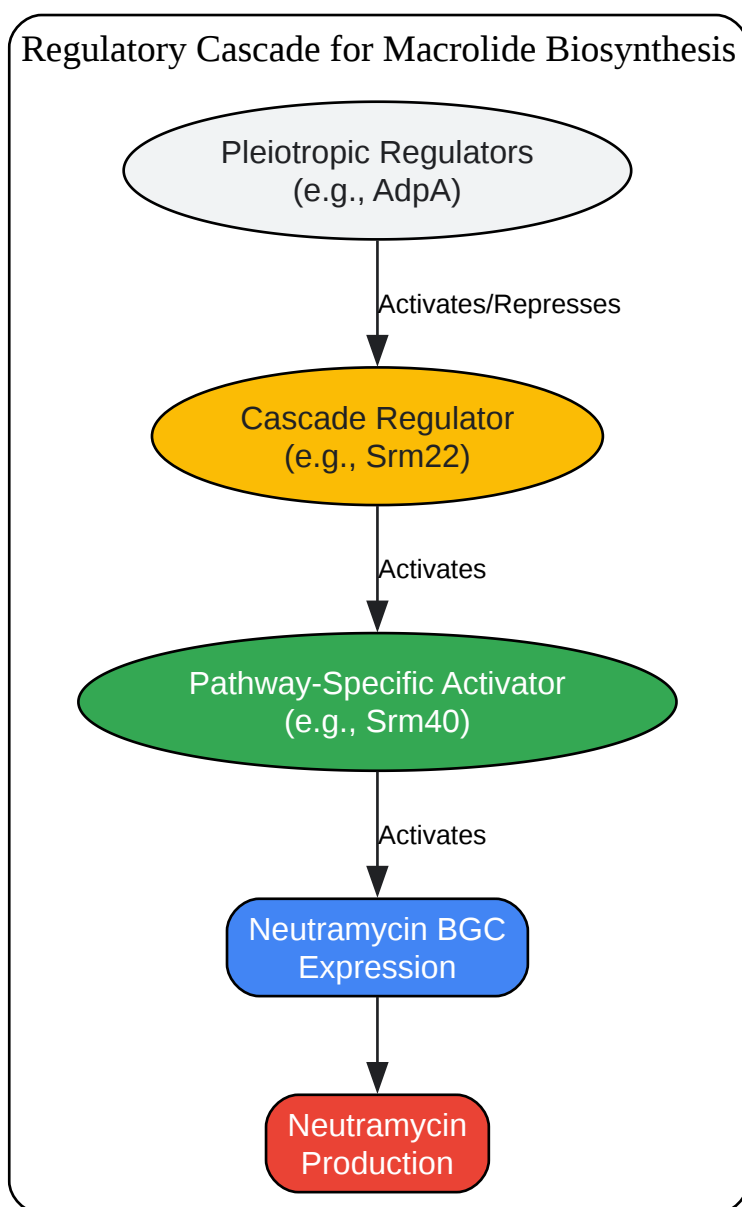 Regulatory Cascade for Macrolide Biosynthesis
Pleiotropic Regulators
(e.g., AdpA)
Activates/Represses
Cascade Regulator
(e.g., Srm22)
Activates
Pathway-Specific Activator
(e.g., Srm40)
Activates
Neutramycin BGC
Expression
Neutramycin
Production